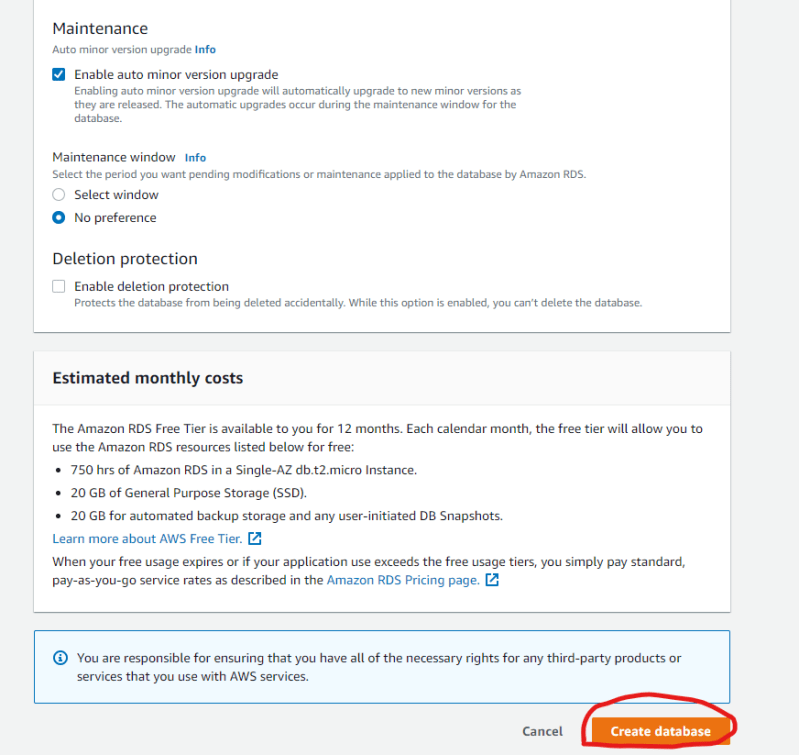 Maintenance
Auto minor version upgrade Info
Enable auto minor version upgrade
Enabling auto minor version upgrade will automatically upgrade to new minor versions as
they are released. The automatic upgrades occur during the maintenance window for the
database.
Maintenance window Info
Select the period you want pending modifications or maintenance applied to the database by Amazon RDS.
Select window
No preference
Deletion protection
Enable deletion protection
Protects the database from being deleted accidentally. While this option is enabled, you can't delete the database.
Estimated monthly costs
The Amazon RDS Free Tier is available to you for 12 months. Each calendar month, the free tier will allow you to
use the Amazon RDS resources listed below for free:
• 750 hrs of Amazon RDS in a Single-AZ db.t2.micro Instance.
• 20 GB of General Purpose Storage (SSD).
• 20 GB for automated backup storage and any user-initiated DB Snapshots.
Learn more about AWS Free Tier.
When your free usage expires or if your application use exceeds the free usage tiers, you simply pay standard,
pay-as-you-go service rates as described in the Amazon RDS Pricing page.
You are responsible for ensuring that you have all of the necessary rights for any third-party products or
services that you use with AWS services.
Cancel Create database